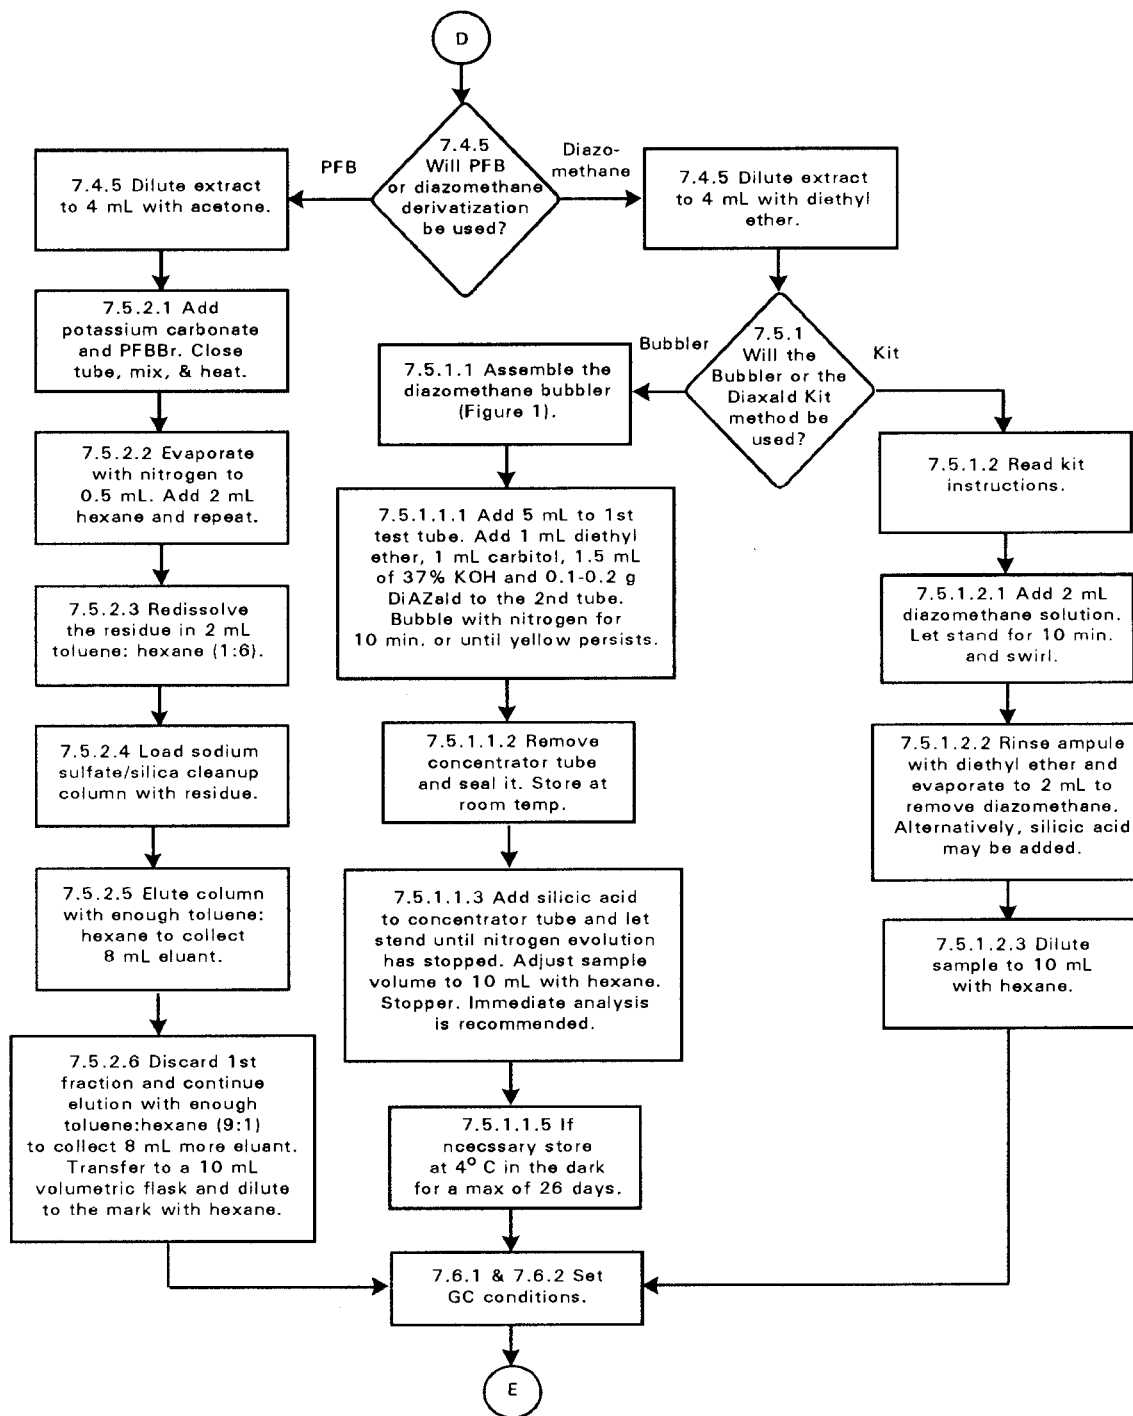 D
7.4.5
Will PFB
or diazomethane
derivatization
be used?
PFB
Diazo-
methane
7.4.5 Dilute extract
to 4 mL with acetone.
7.5.2.1 Add
potassium carbonate
and PFBBr. Close
tube, mix, & heat.
7.5.2.2 Evaporate
with nitrogen to
0.5 mL. Add 2 mL
hexane and repeat.
7.5.2.3 Redissolve
the residue in 2 mL
toluene: hexane (1:6).
7.5.2.4 Load sodium
sulfate/silica cleanup
column with residue.
7.5.2.5 Elute column
with enough toluene:
hexane to collect
8 mL eluant.
7.5.2.6 Discard 1st
fraction and continue
elution with enough
toluene:hexane (9:1)
to collect 8 mL more eluant.
Transfer to a 10 mL
volumetric flask and dilute
to the mark with hexane.
7.4.5 Dilute extract
to 4 mL with diethyl
ether.
7.5.1
Will the
Bubbler or the
Diaxald Kit
method be
used?
Bubbler
Kit
7.5.1.1 Assemble the
diazomethane bubbler
(Figure 1).
7.5.1.1.1 Add 5 mL to 1st
test tube. Add 1 mL diethyl
ether, 1 mL carbitol, 1.5 mL
of 37% KOH and 0.1-0.2 g
DiAZald to the 2nd tube.
Bubble with nitrogen for
10 min. or until yellow persists.
7.5.1.1.2 Remove
concentrator tube
and seal it. Store at
room temp.
7.5.1.1.3 Add silicic acid
to concentrator tube and let
stend until nitrogen evolution
has stopped. Adjust sample
volume to 10 mL with hexane.
Stopper. Immediate analysis
is recommended.
7.5.1.1.5 If
ncecssary store
at 4° C in the dark
for a max of 26 days.
7.5.1.2 Read kit
instructions.
7.5.1.2.1 Add 2 mL
diazomethane solution.
Let stand for 10 min.
and swirl.
7.5.1.2.2 Rinse ampule
with diethyl ether and
evaporate to 2 mL to
remove diazomethane.
Alternatively, silicic acid
may be added.
7.5.1.2.3 Dilute
sample to 10 mL
with hexane.
7.6.1 & 7.6.2 Set
GC conditions.
E